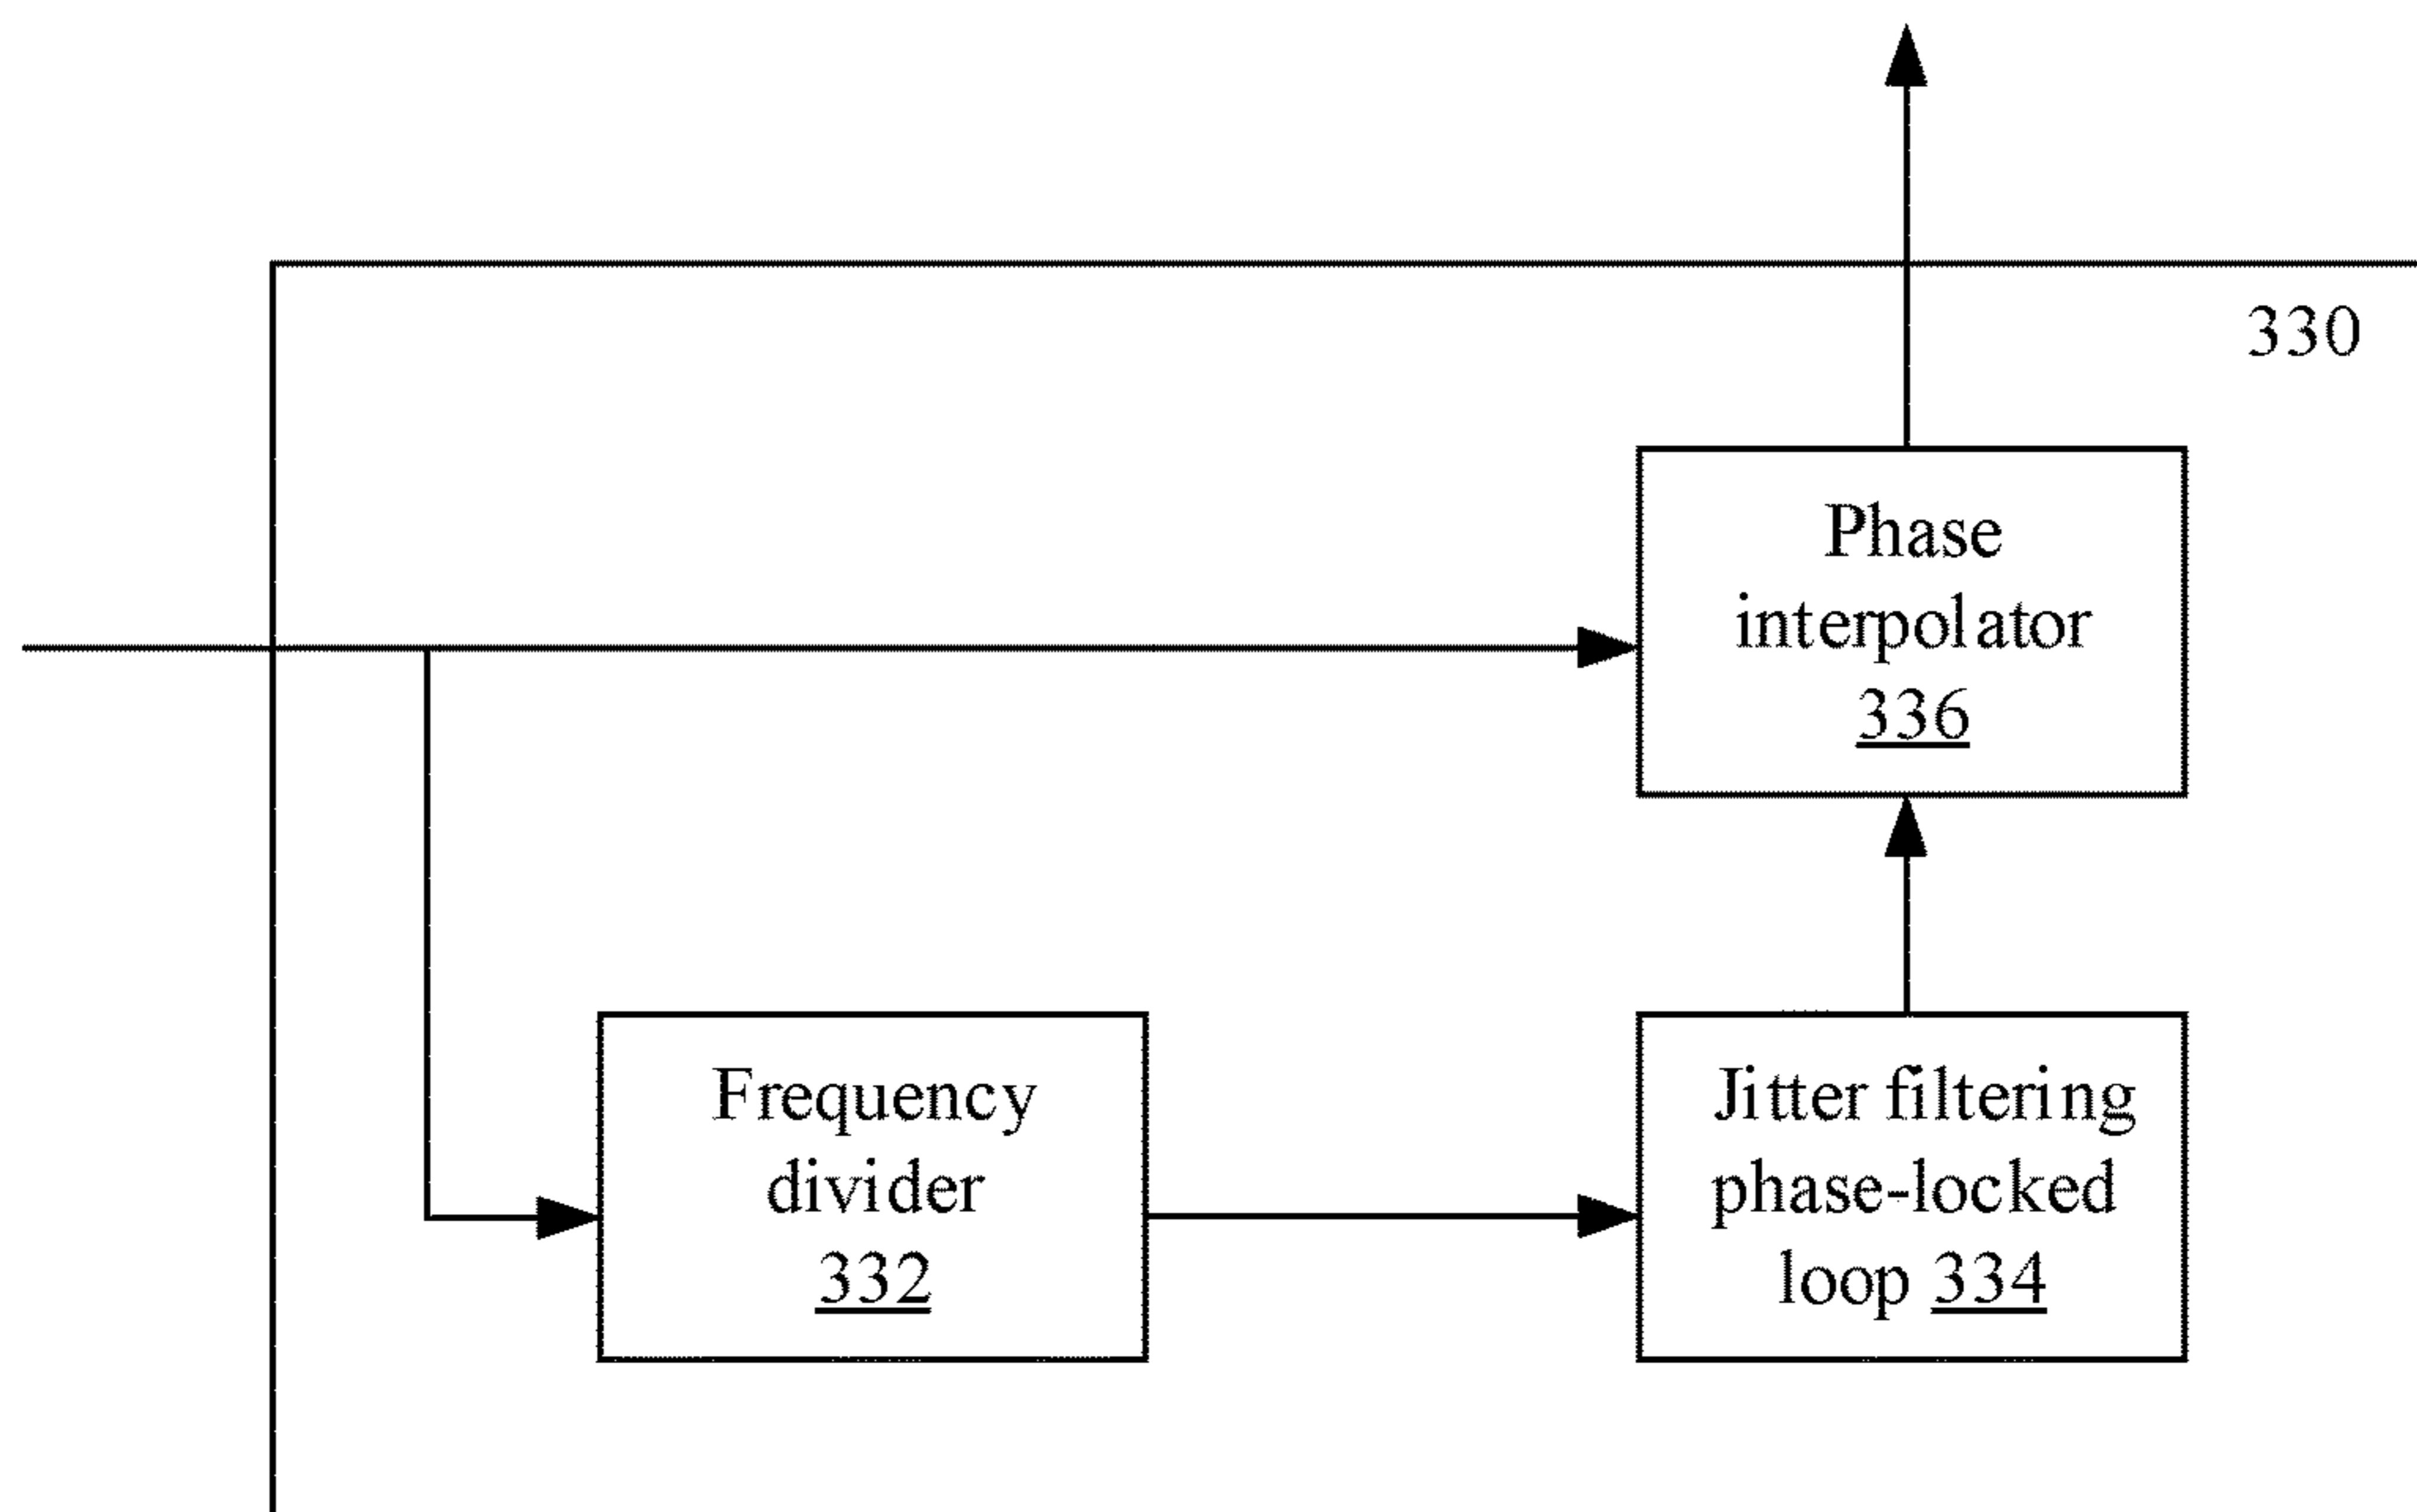 330
Phase
interpolator
336
Frequency
divider
332
Jitter filtering
phase-locked
loop 334